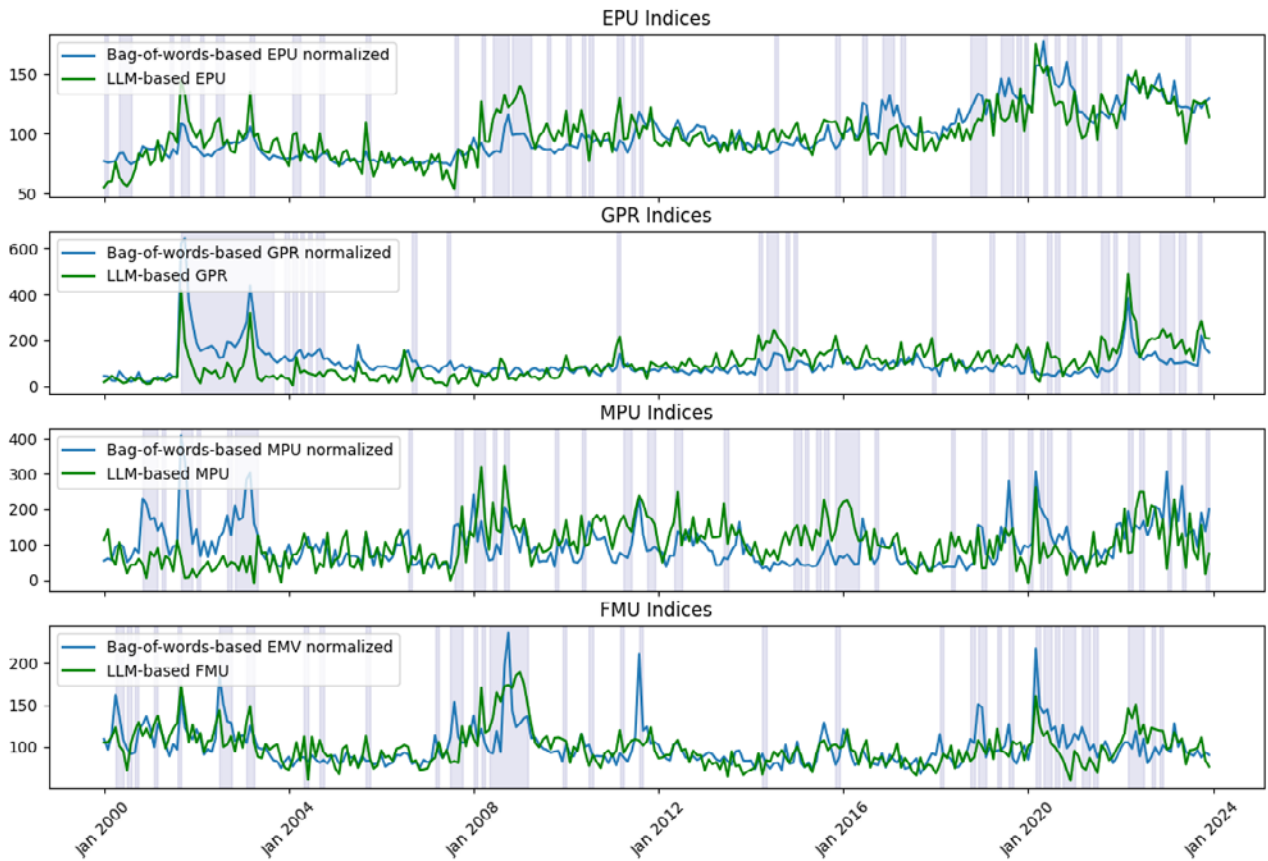 EPU Indices
Bag-of-words-based EPU normalized
LLM-based EPU
150
100
50
GPR Indices
Bag-of-words-based GPR normalized
LLM-based GPR
600
400
200
0
MPU Indices
Bag-of-words-based MPU normalized
LLM-based MPU
400
300
200
100
0
FMU Indices
Bag-of-words-based EMV normalized
LLM-based FMU
200
150
100
Jan 2000
Jan 2004
Jan 2008
Jan 2012
Jan 2016
Jan 2020
Jan 2024